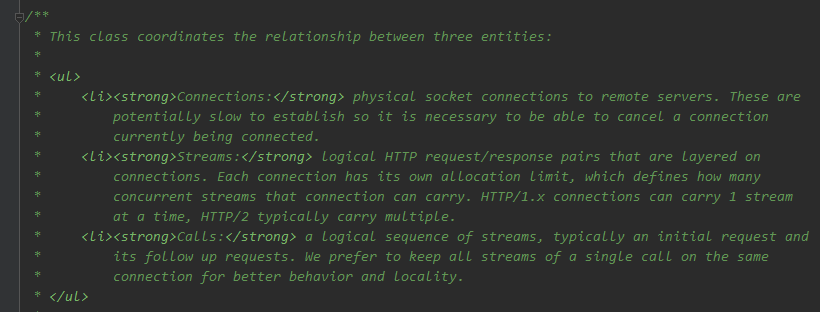 /**
* This class coordinates the relationship between three entities:
*
* <ul>
*     <li><strong>Connections:</strong> physical socket connections to remote servers. These are
*         potentially slow to establish so it is necessary to be able to cancel a connection
*         currently being connected.
*     <li><strong>Streams:</strong> logical HTTP request/response pairs that are layered on
*         connections. Each connection has its own allocation limit, which defines how many
*         concurrent streams that connection can carry. HTTP/1.x connections can carry 1 stream
*         at a time, HTTP/2 typically carry multiple.
*     <li><strong>Calls:</strong> a logical sequence of streams, typically an initial request and
*         its follow up requests. We prefer to keep all streams of a single call on the same
*         connection for better behavior and locality.
* </ul>